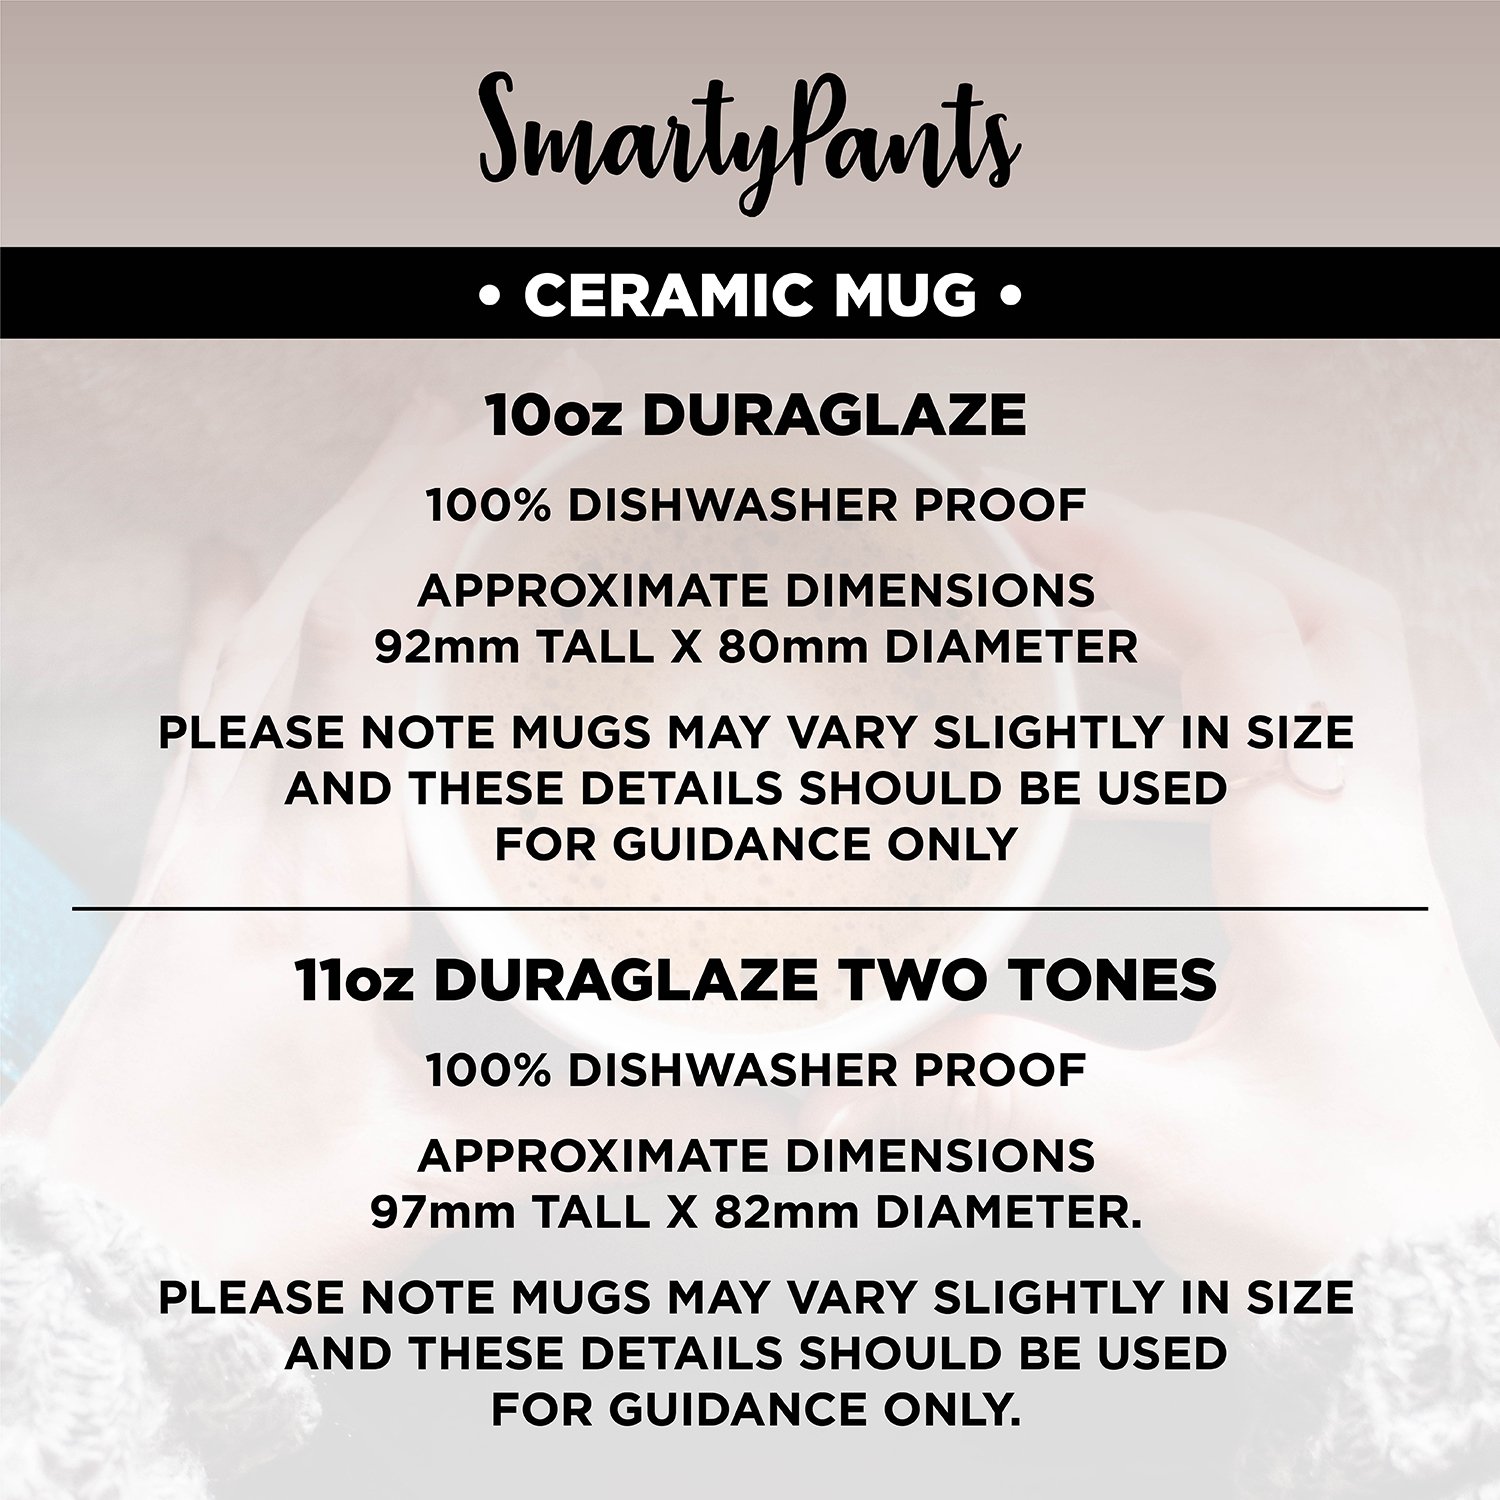 SmartyPants
• CERAMIC MUG •
10oz DURAGLAZE
100% DISHWASHER PROOF
APPROXIMATE DIMENSIONS
92mm TALL X 80mm DIAMETER
PLEASE NOTE MUGS MAY VARY SLIGHTLY IN SIZE
AND THESE DETAILS SHOULD BE USED
FOR GUIDANCE ONLY
11oz DURAGLAZE TWO TONES
100% DISHWASHER PROOF
APPROXIMATE DIMENSIONS
97mm TALL X 82mm DIAMETER.
PLEASE NOTE MUGS MAY VARY SLIGHTLY IN SIZE
AND THESE DETAILS SHOULD BE USED
FOR GUIDANCE ONLY.